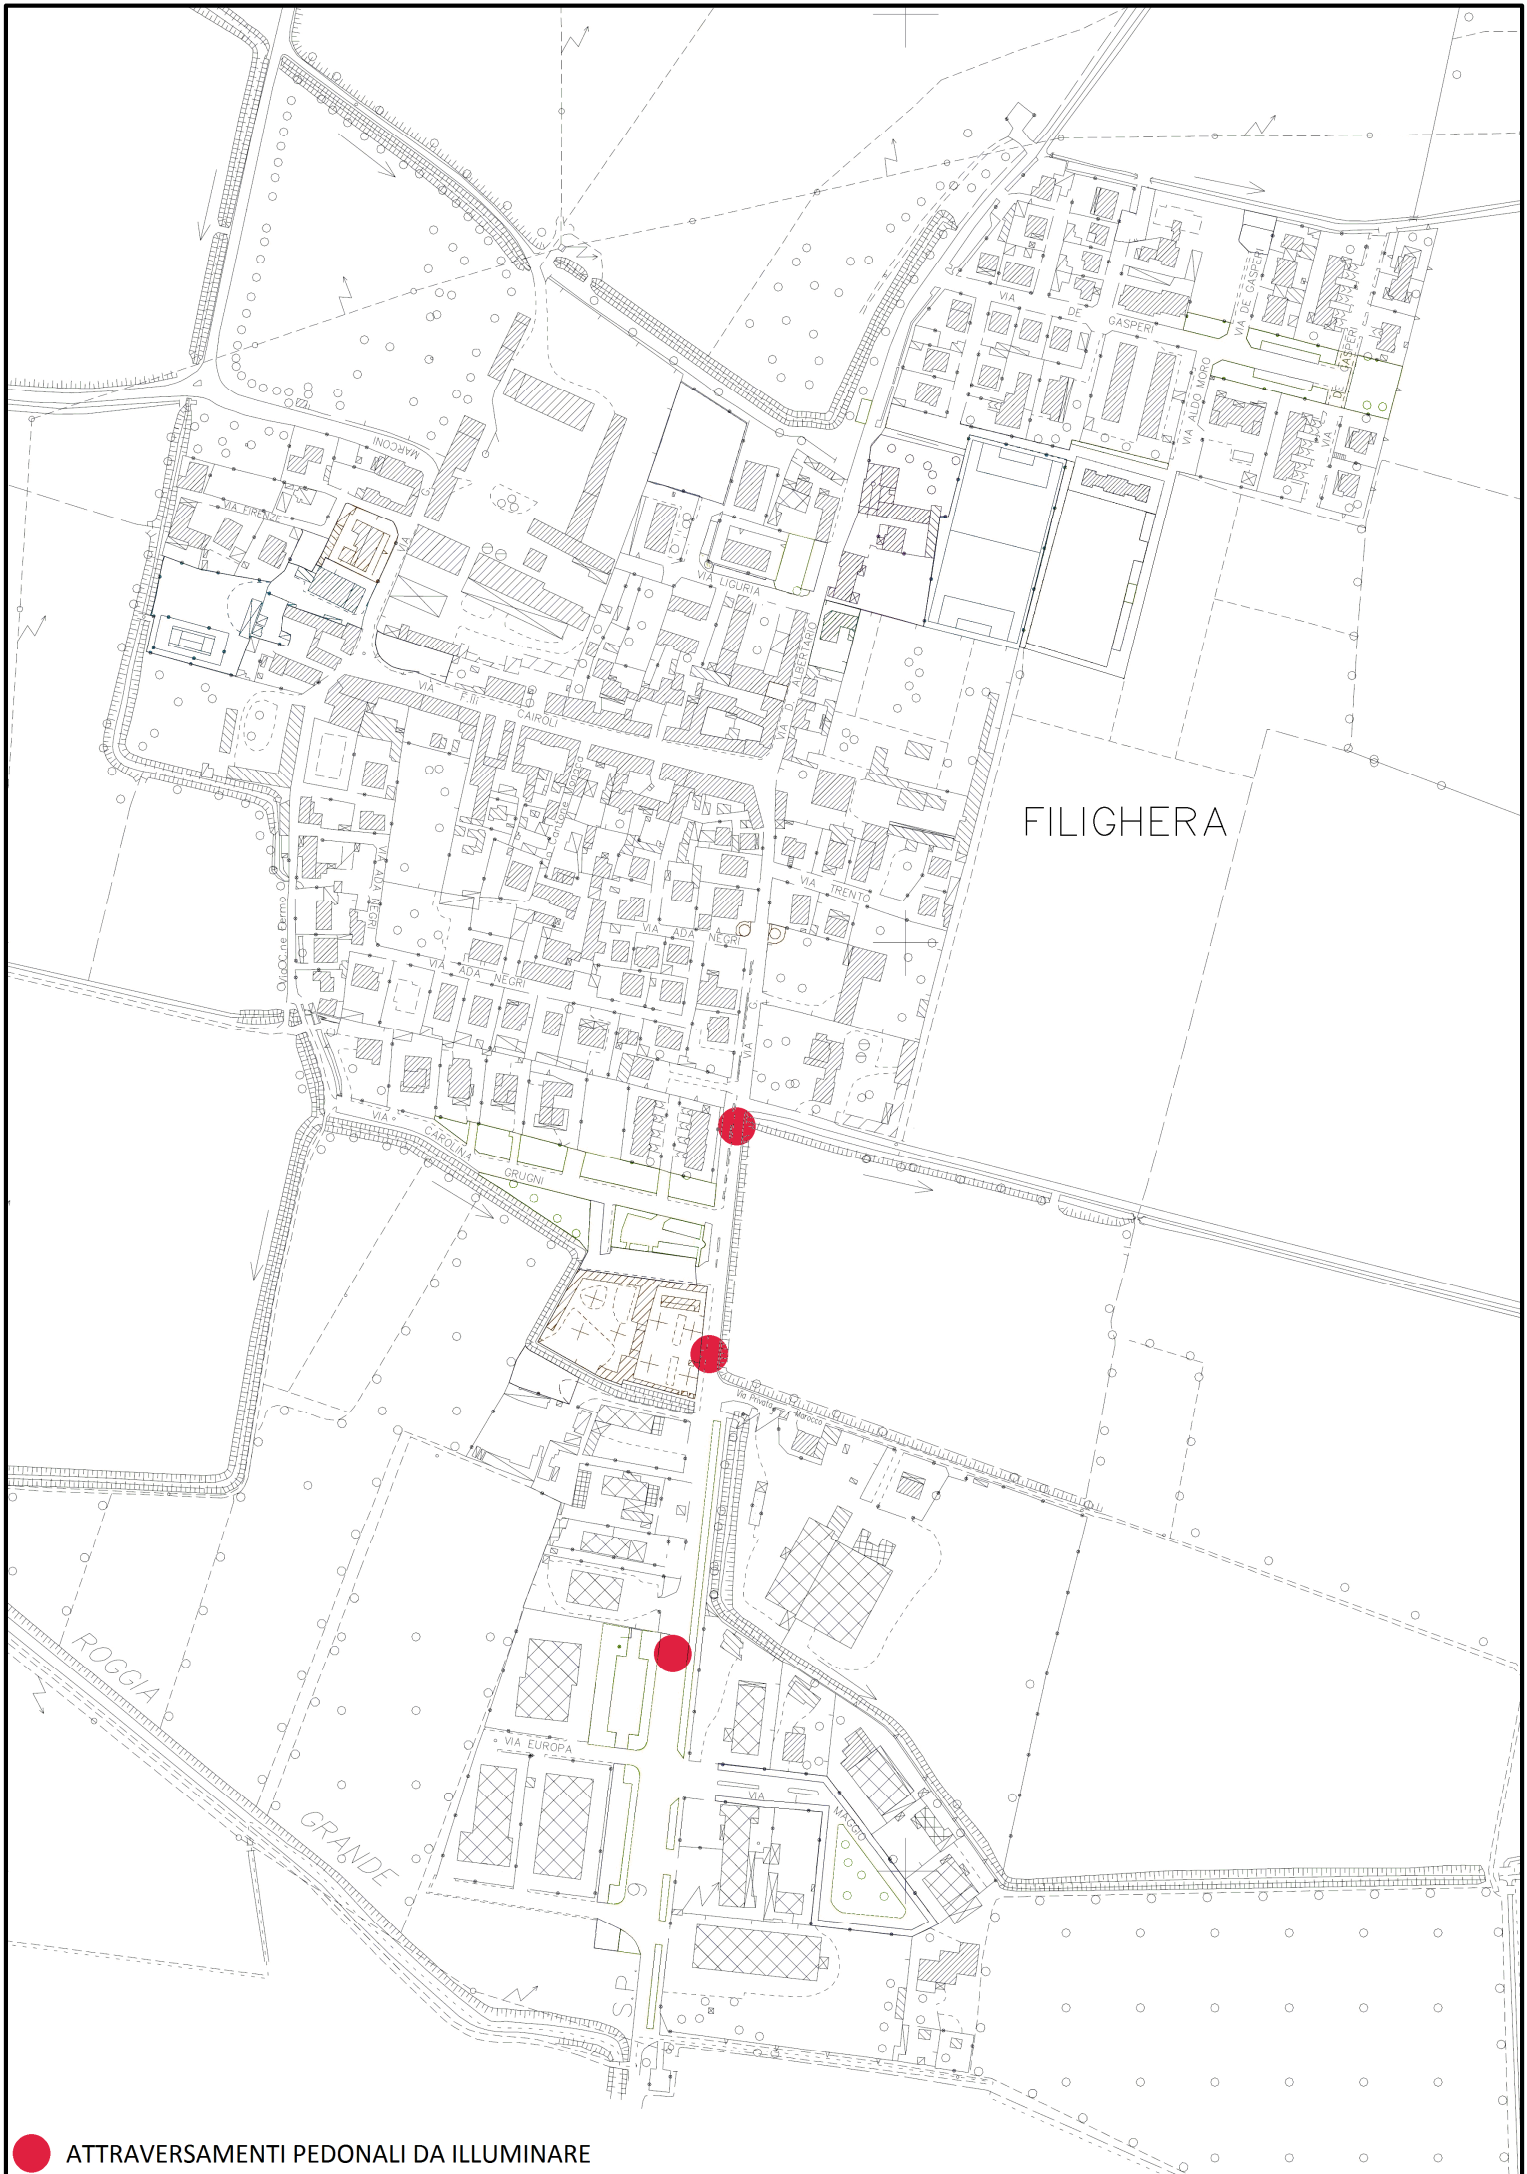 VIA
DE
GASPERI
VIA DE GASPERI
VIA
DE GASPERI
VIA ALDO MORO
MARCONI
G.
VIA
VIA FIRENZE
VIA LIGURIA
VIA D. ALBERTARIO
VIA
F.lli
CAIROLI
FILIGHERA
VIA TRENTO
VIA ADA NEGRI
VIA ADA NEGRI
VIA ADA NEGRI
VIA G.
VIA
CAROLINA
GRUGNI
Via Privata Marocco
ROGGIA
GRANDE
VIA EUROPA
VIA
MAGGIO
S.P.
ATTRAVERSAMENTI PEDONALI DA ILLUMINARE